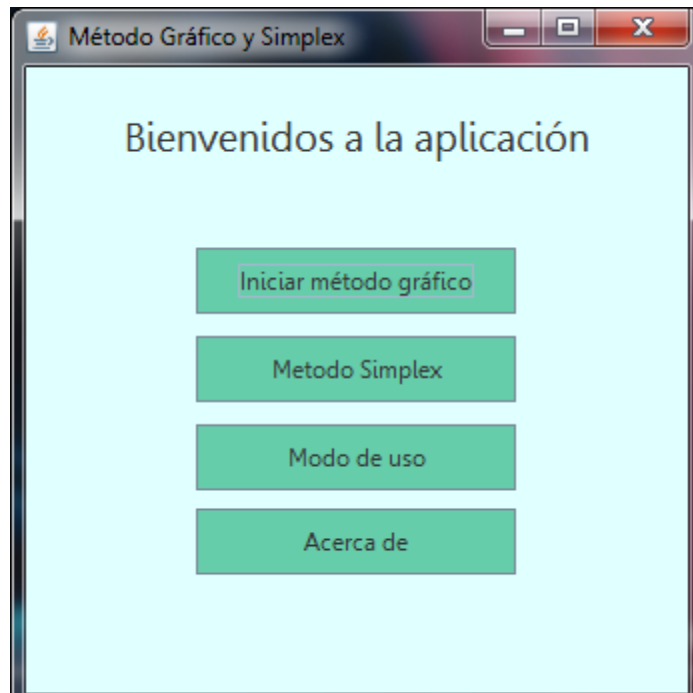 Método Gráfico y Simplex
Bienvenidos a la aplicación
Iniciar método gráfico
Metodo Simplex
Modo de uso
Acerca de